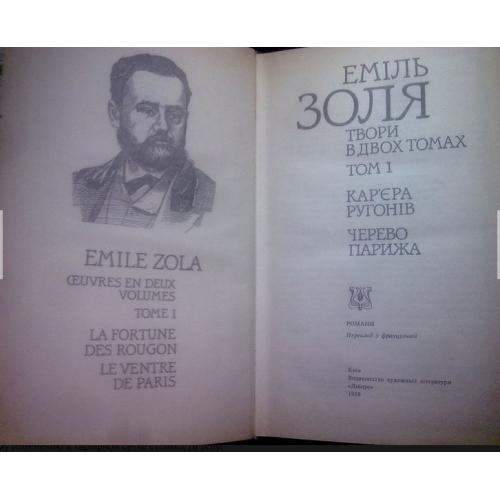 EMILE ZOLA
ŒUVRES EN DEUX
VOLUMES
TOME 1
LA FORTUNE
DES ROUGON
LE VENTRE
DE PARIS
ЕМІЛЬ
ЗОЛЯ
ТВОРИ
В ДВОХ ТОМАХ
ТОМ 1
КАР'ЄРА
РУГОНІВ
ЧЕРЕВО
ПАРИЖА
РОМАНИ
Переклад з французької
Київ
Видавництво художньої літератури
«Дніпро»
1988